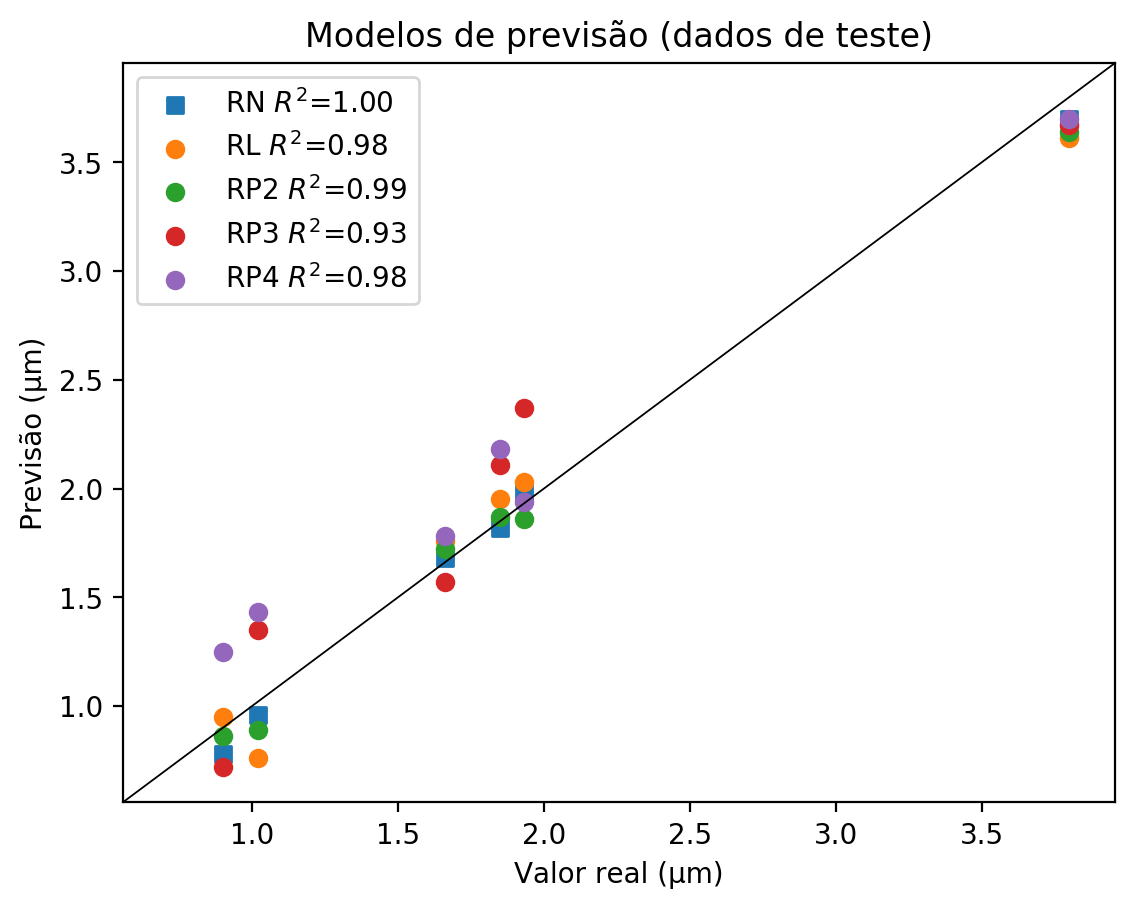 Modelos de previsão (dados de teste)
RN R²=1.00
RL R²=0.98
RP2 R²=0.99
RP3 R²=0.93
RP4 R²=0.98
Previsão (µm)
3.5
3.0
2.5
2.0
1.5
1.0
1.0 1.5 2.0 2.5 3.0 3.5
Valor real (µm)